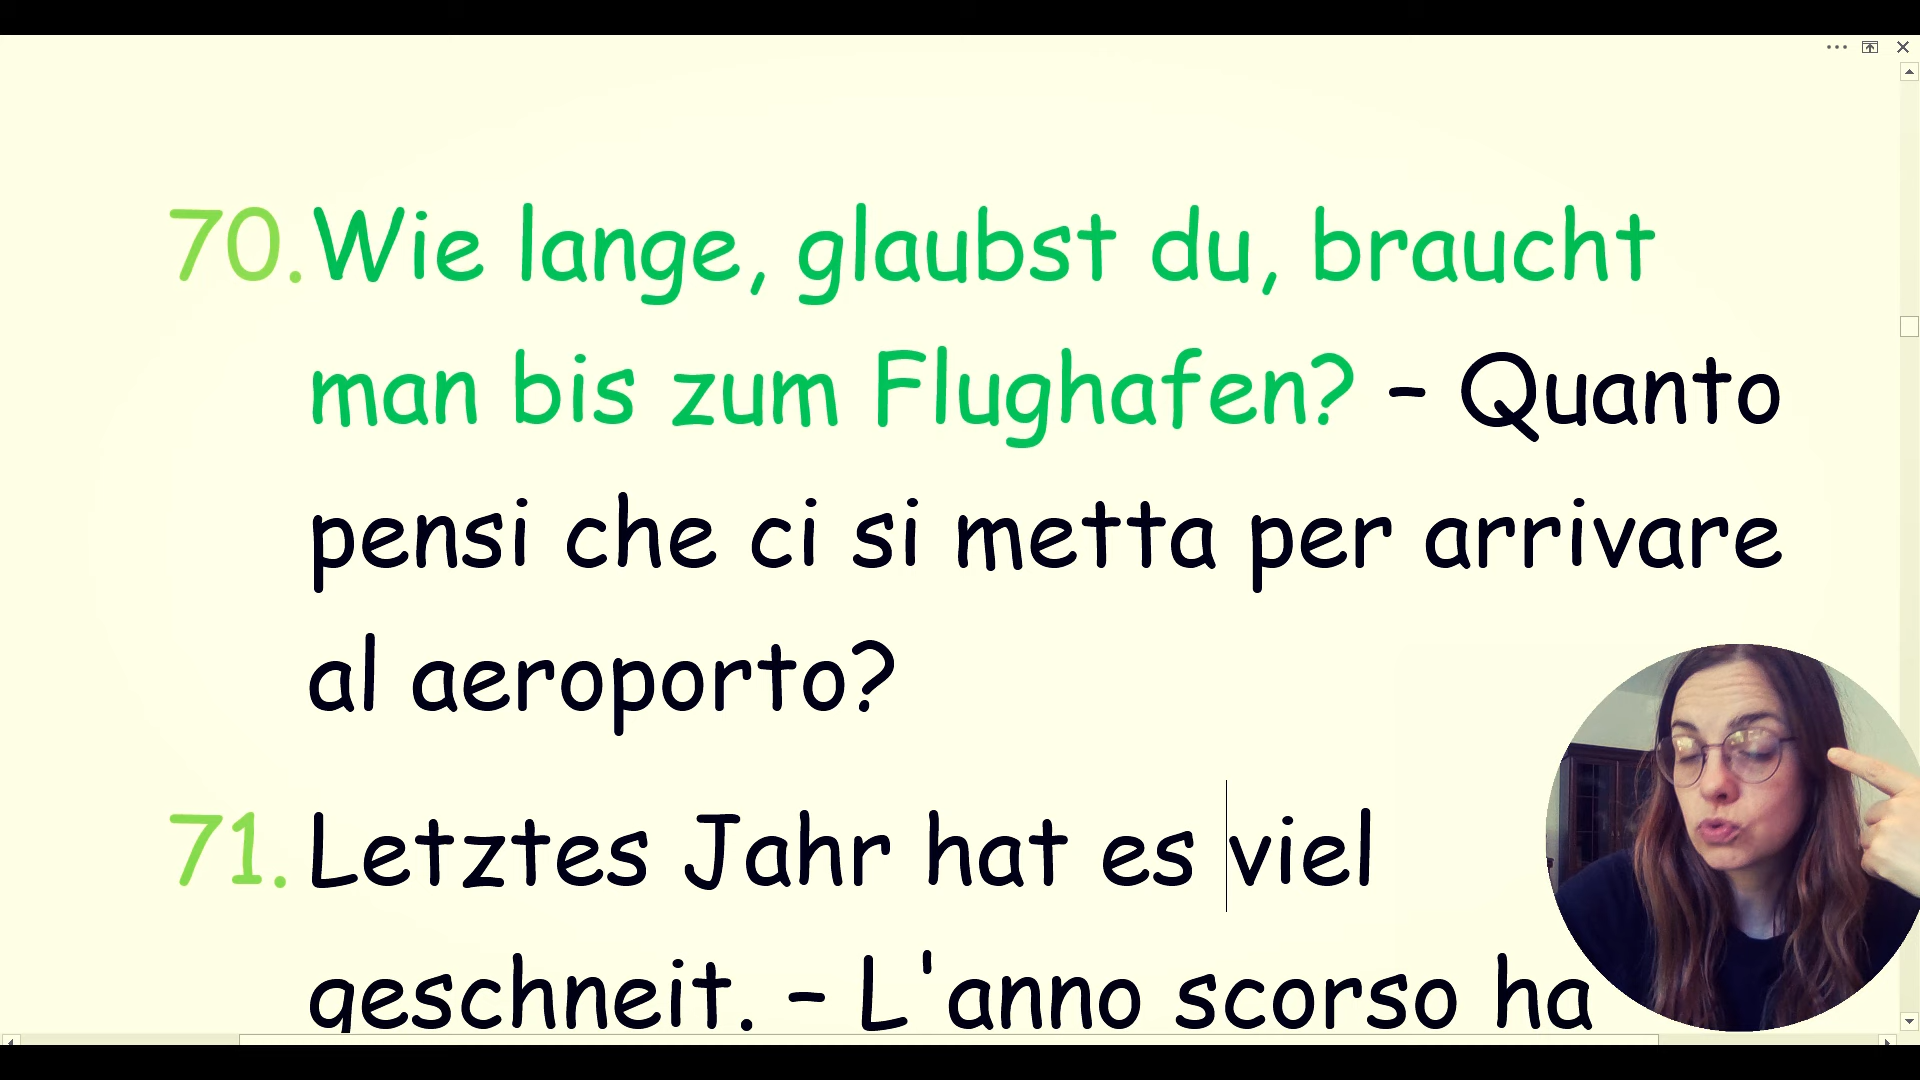 70. Wie lange, glaubst du, braucht
man bis zum Flughafen? – Quanto
pensi che ci si metta per arrivare
al aeroporto?
71. Letztes Jahr hat es viel
geschneit. – L'anno scorso ha